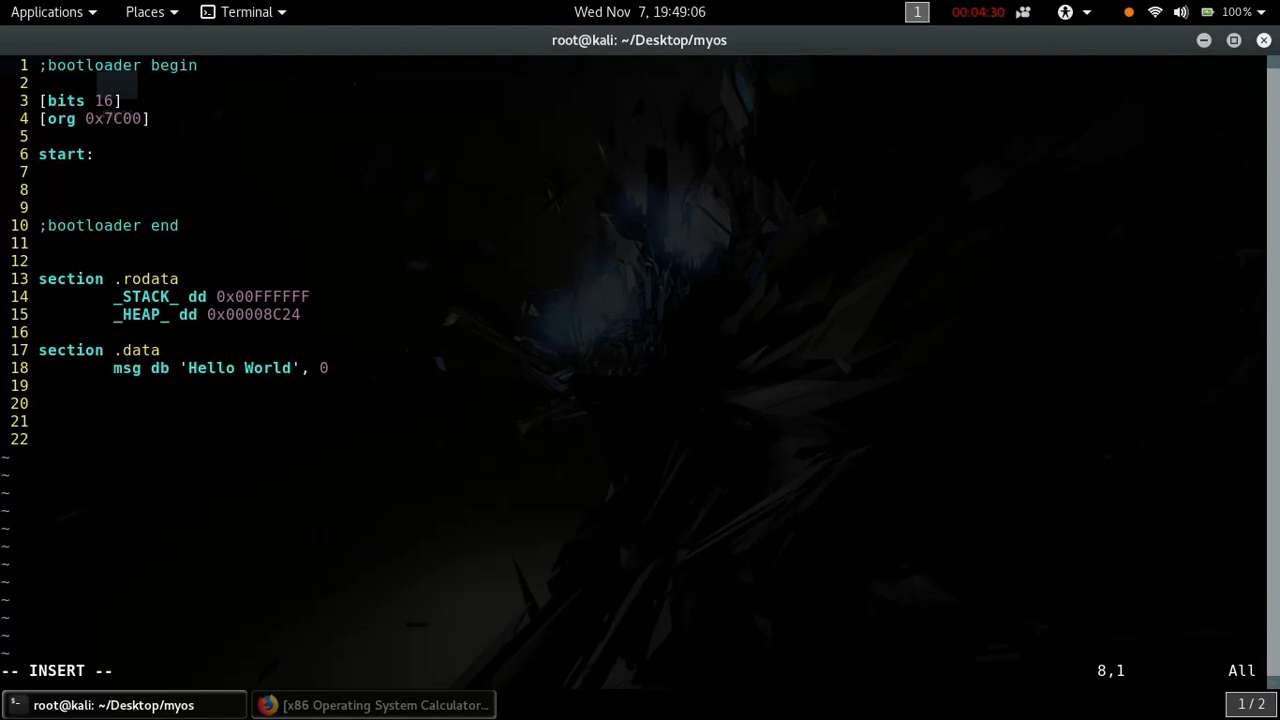 Applications Places Terminal Wed Nov 7, 19:49:06 1 00:04:30 100%
root@kali: ~/Desktop/myos
1 ;bootloader begin
2
3 [bits 16]
4 [org 0x7C00]
5
6 start:
7
8
9
10 ;bootloader end
11
12
13 section .rodata
14 _STACK_ dd 0x00FFFFFF
15 _HEAP_ dd 0x00008C24
16
17 section .data
18 msg db 'Hello World', 0
19
20
21
22
~
~
~
~
~
~
~
~
~
~
~
~
-- INSERT -- 8,1 All
root@kali: ~/Desktop/myos [x86 Operating System Calculator... 1 / 2